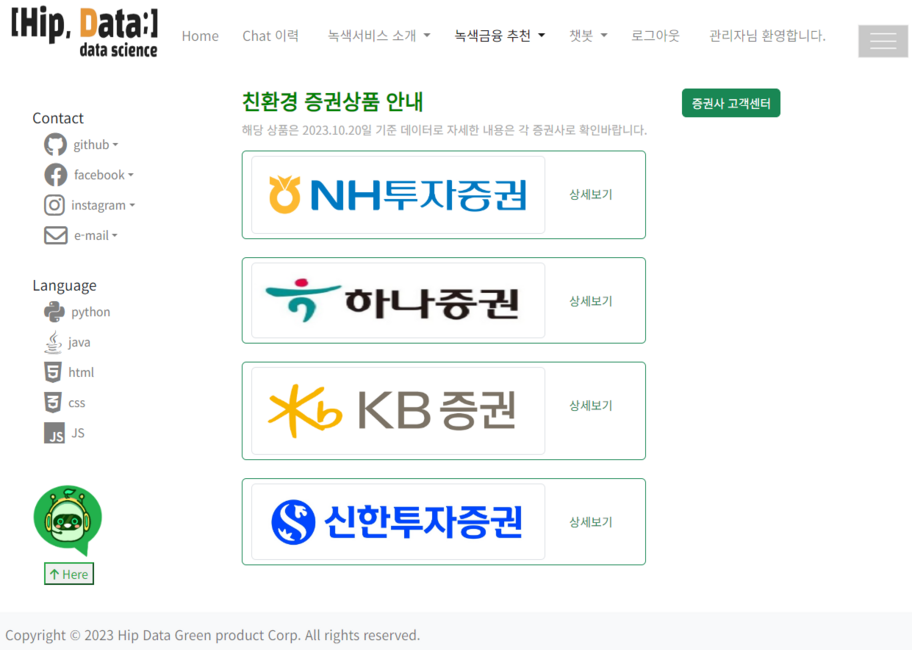 [Hip, Data:]
data science
Home
Chat 이력
녹색서비스 소개
녹색금융 추천
챗봇
로그아웃
관리자님 환영합니다.
Contact
github
facebook
instagram
e-mail
Language
python
java
html
css
JS JS
↑ Here
친환경 증권상품 안내
해당 상품은 2023.10.20일 기준 데이터로 자세한 내용은 각 증권사로 확인바랍니다.
NH투자증권
상세보기
하나증권
상세보기
KB증권
상세보기
신한투자증권
상세보기
증권사 고객센터
Copyright © 2023 Hip Data Green product Corp. All rights reserved.